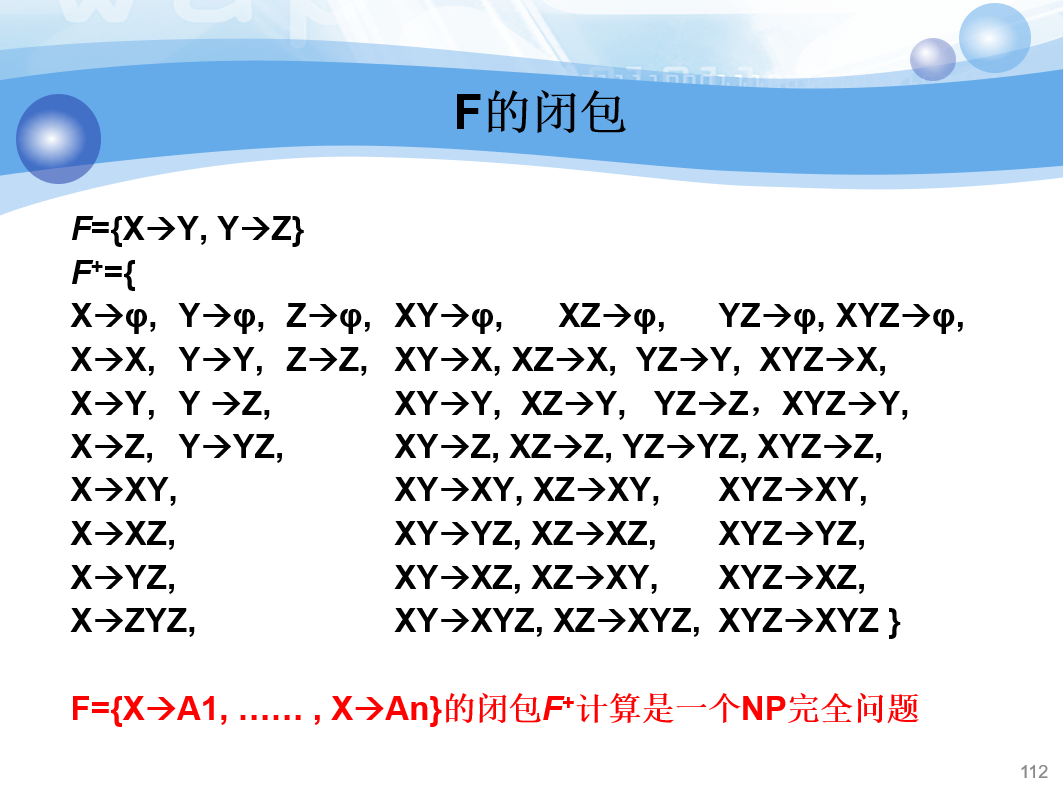 F的闭包
F={X→Y, Y→Z}
F⁺={
X→φ, Y→φ, Z→φ, XY→φ, XZ→φ, YZ→φ, XYZ→φ,
X→X, Y→Y, Z→Z, XY→X, XZ→X, YZ→Y, XYZ→X,
X→Y, Y →Z, XY→Y, XZ→Y, YZ→Z，XYZ→Y,
X→Z, Y→YZ, XY→Z, XZ→Z, YZ→YZ, XYZ→Z,
X→XY, XY→XY, XZ→XY, XYZ→XY,
X→XZ, XY→YZ, XZ→XZ, XYZ→YZ,
X→YZ, XY→XZ, XZ→XY, XYZ→XZ,
X→ZYZ, XY→XYZ, XZ→XYZ, XYZ→XYZ }
F={X→A1, …… , X→An}的闭包F⁺计算是一个NP完全问题
112